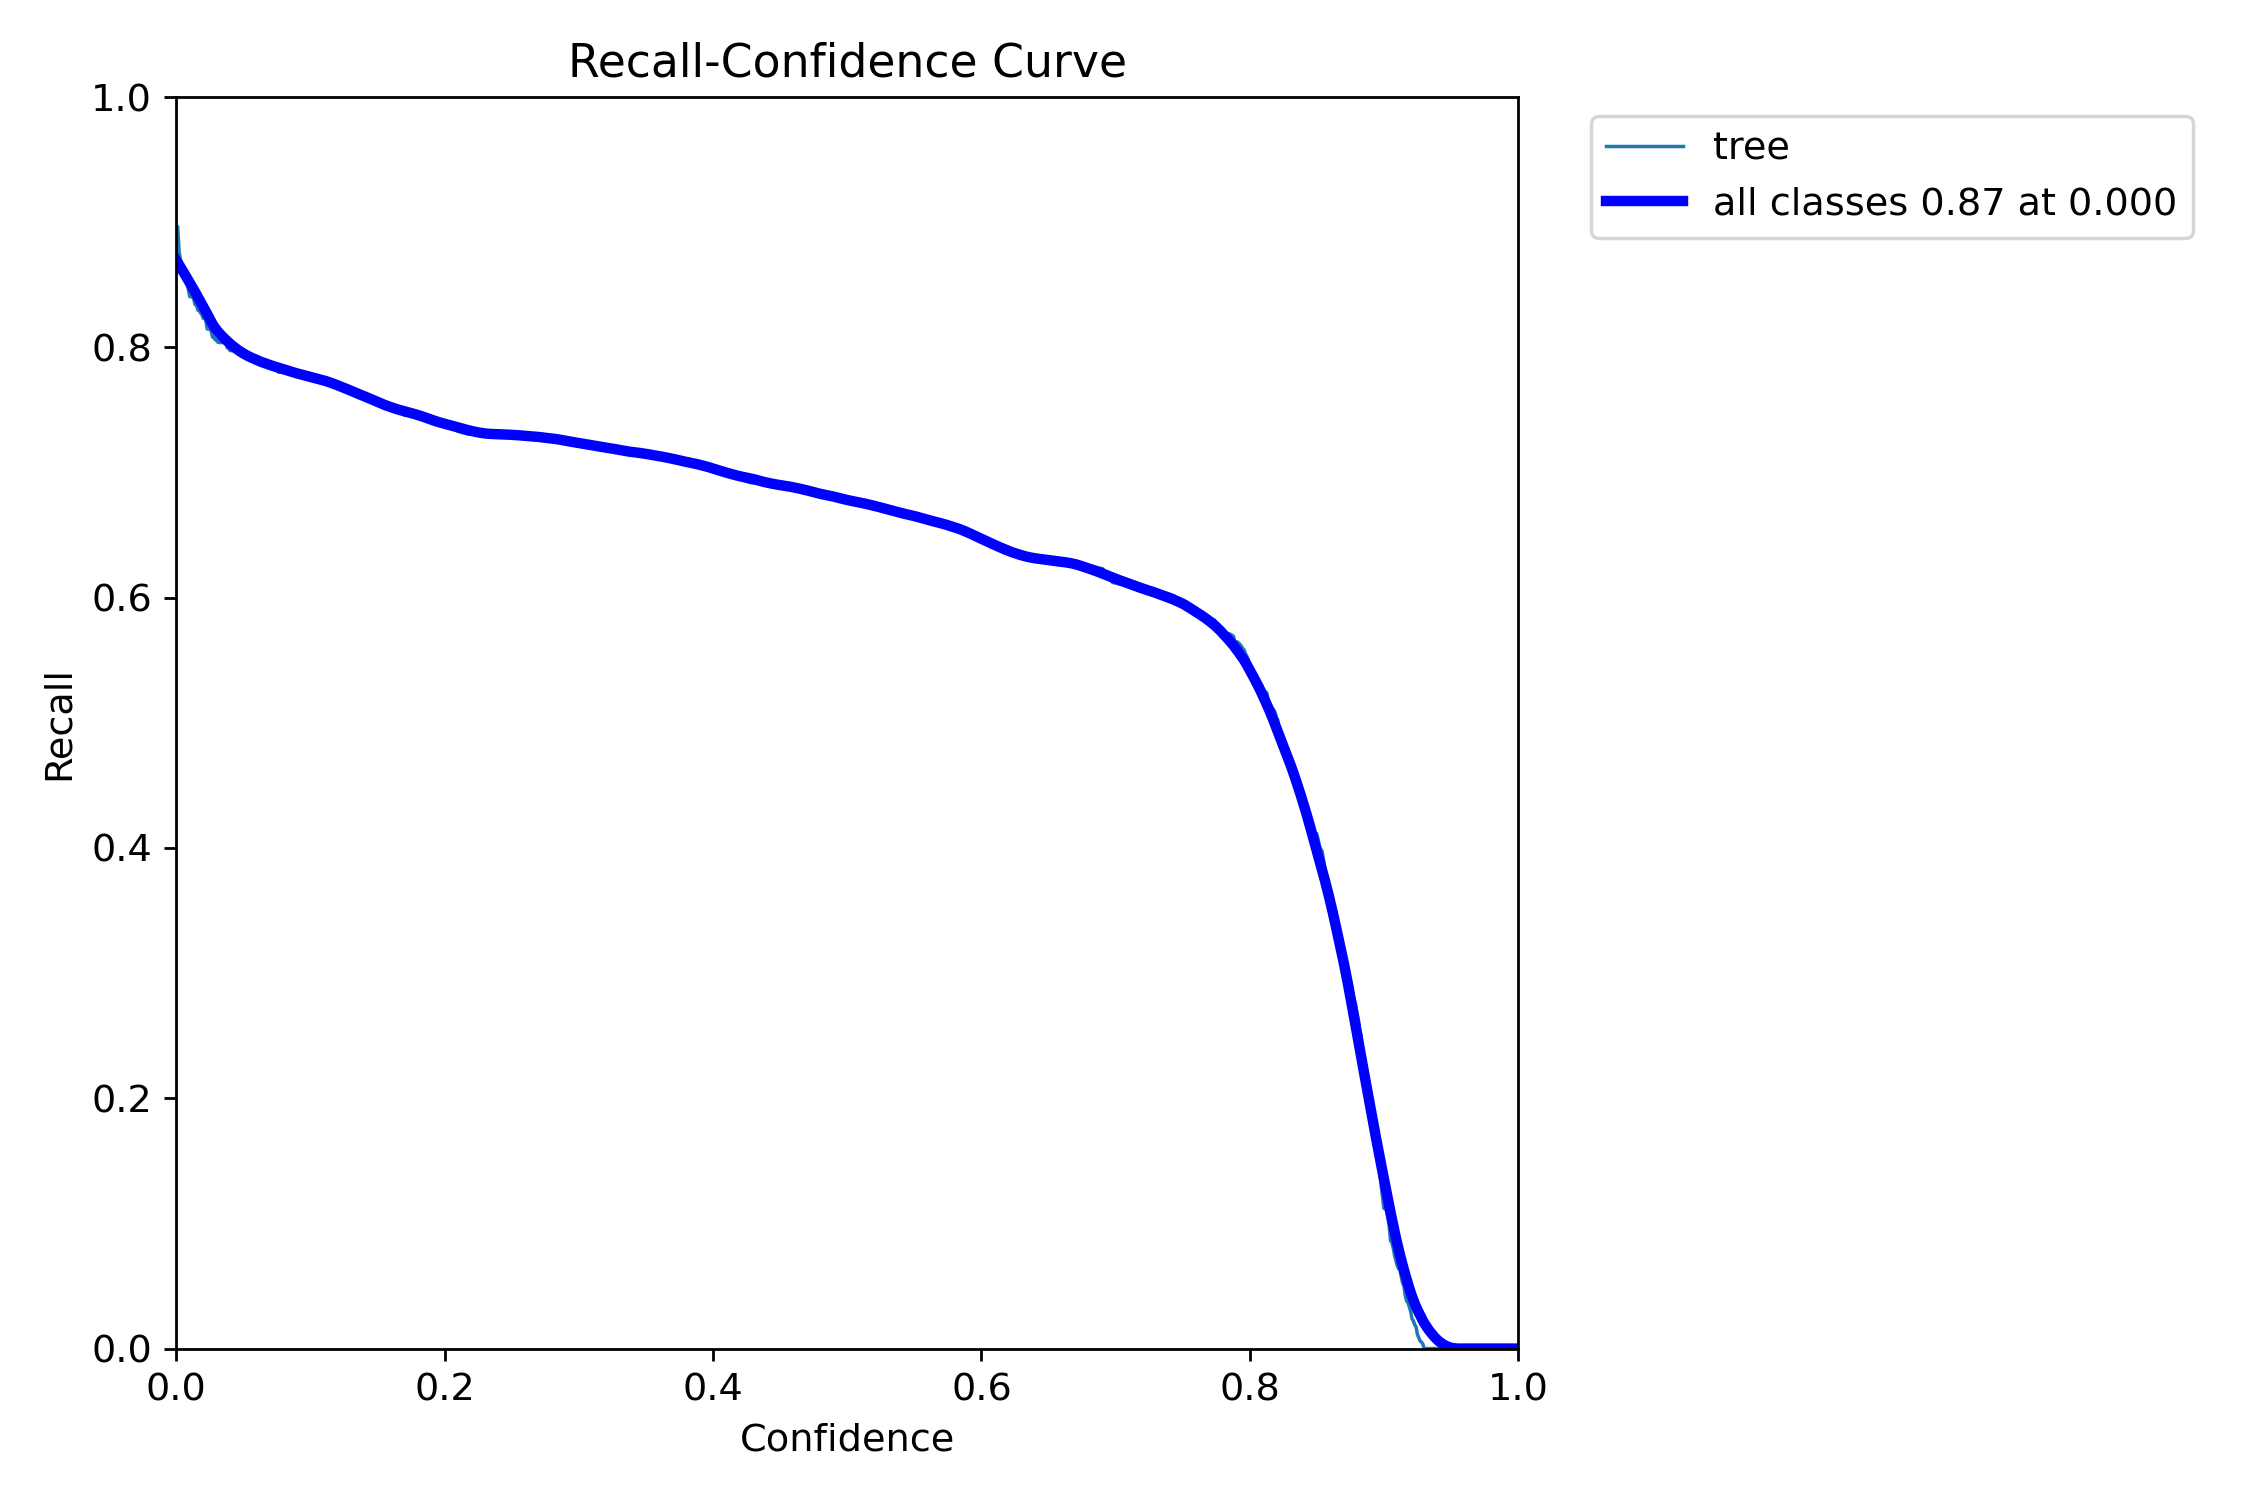 Recall-Confidence Curve
1.0
0.8
0.6
0.4
0.2
0.0
Recall
0.0 0.2 0.4 0.6 0.8 1.0
Confidence
tree
all classes 0.87 at 0.000